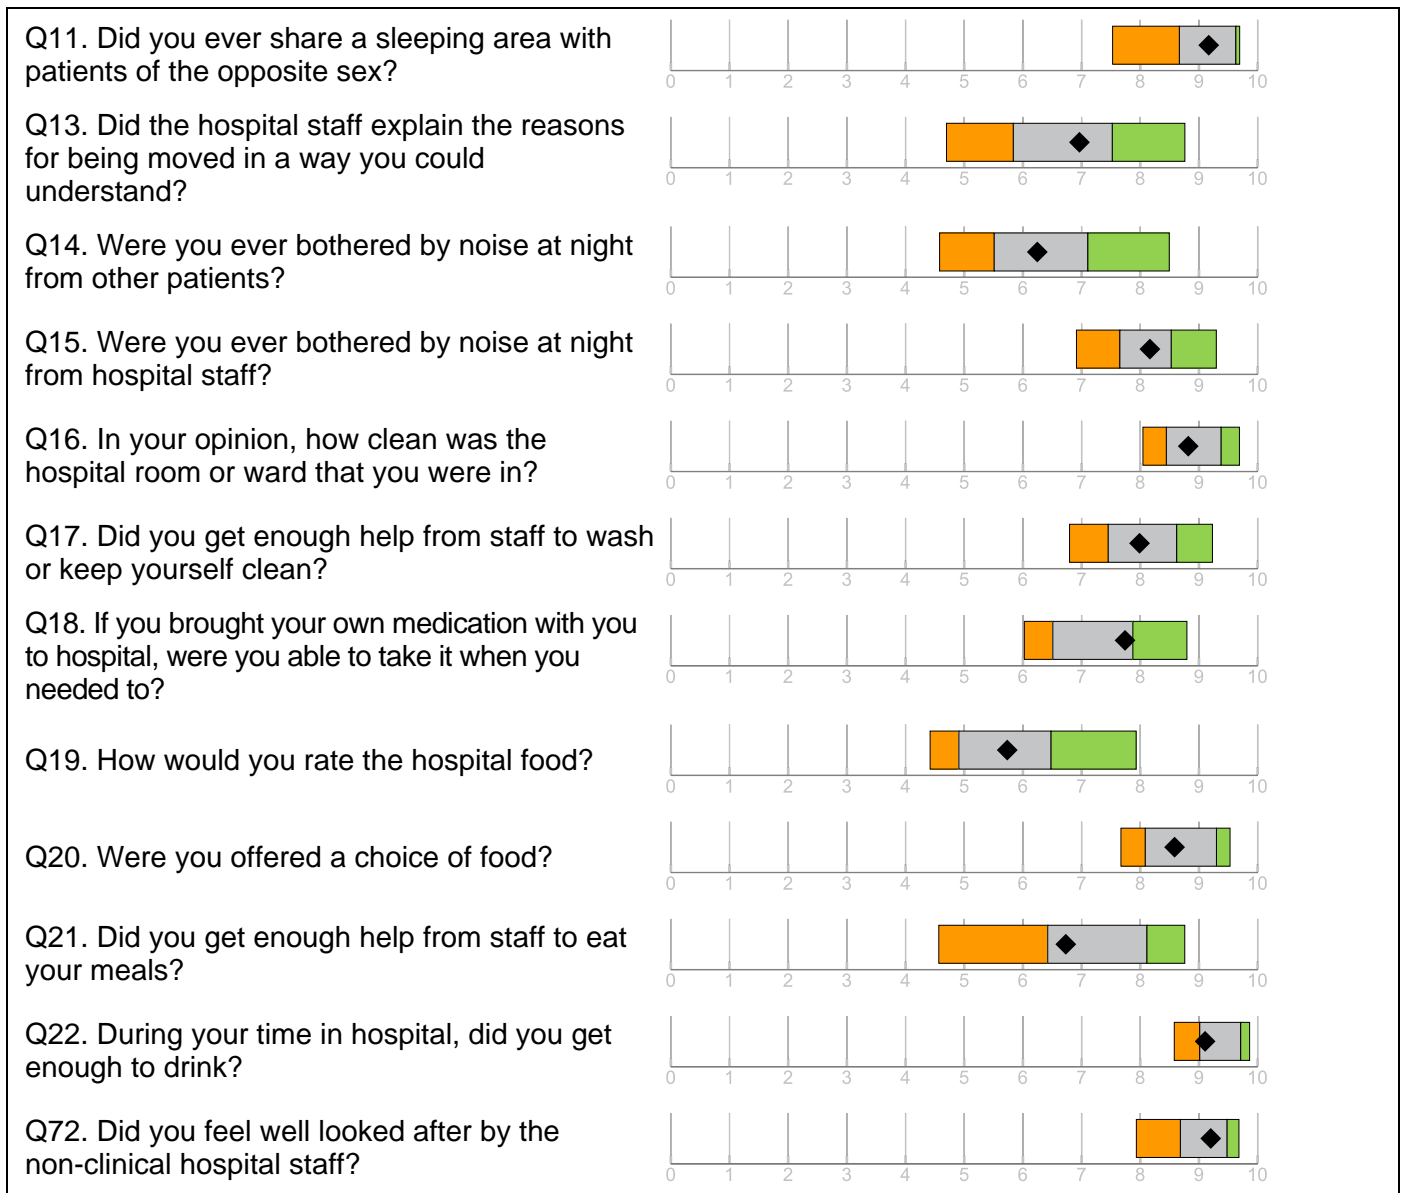 Q11. Did you ever share a sleeping area with
patients of the opposite sex?
0 1 2 3 4 5 6 7 8 9 10
Q13. Did the hospital staff explain the reasons
for being moved in a way you could
understand?
0 1 2 3 4 5 6 7 8 9 10
Q14. Were you ever bothered by noise at night
from other patients?
0 1 2 3 4 5 6 7 8 9 10
Q15. Were you ever bothered by noise at night
from hospital staff?
0 1 2 3 4 5 6 7 8 9 10
Q16. In your opinion, how clean was the
hospital room or ward that you were in?
0 1 2 3 4 5 6 7 8 9 10
Q17. Did you get enough help from staff to wash
or keep yourself clean?
0 1 2 3 4 5 6 7 8 9 10
Q18. If you brought your own medication with you
to hospital, were you able to take it when you
needed to?
0 1 2 3 4 5 6 7 8 9 10
Q19. How would you rate the hospital food?
0 1 2 3 4 5 6 7 8 9 10
Q20. Were you offered a choice of food?
0 1 2 3 4 5 6 7 8 9 10
Q21. Did you get enough help from staff to eat
your meals?
0 1 2 3 4 5 6 7 8 9 10
Q22. During your time in hospital, did you get
enough to drink?
0 1 2 3 4 5 6 7 8 9 10
Q72. Did you feel well looked after by the
non-clinical hospital staff?
0 1 2 3 4 5 6 7 8 9 10